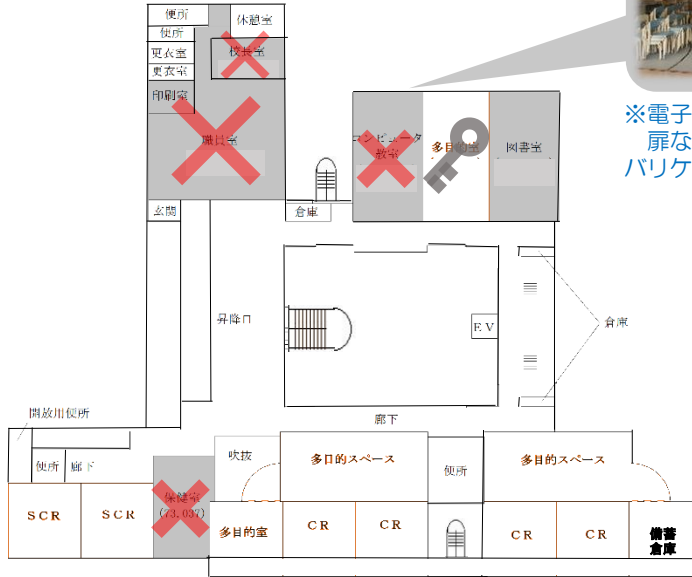 便所
休憩室
便所
更衣室
校長室
更衣室
印刷室
職員室
コンピュータ
教室
多目的室
図書室
※電子
扉な
バリケ
玄関
倉庫
昇降口
EV
倉庫
廊下
開放用便所
便所
廊下
吹抜
多目的スペース
便所
多目的スペース
保健室
(73,037)
SCR
SCR
多目的室
CR
CR
CR
CR
備蓄
倉庫